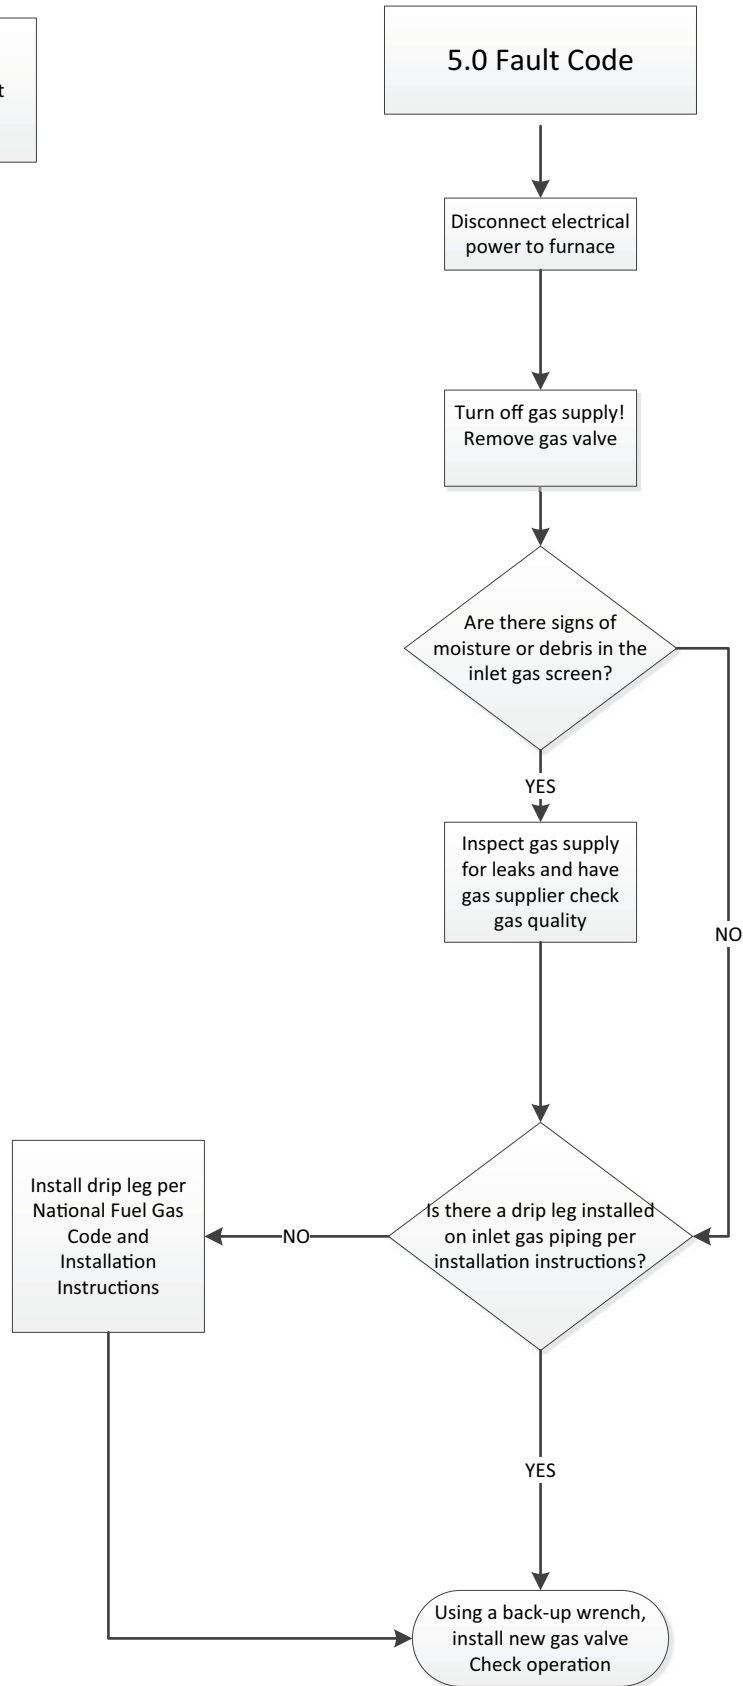 5.0 Fault Code
Disconnect electrical
power to furnace
Turn off gas supply!
Remove gas valve
Are there signs of
moisture or debris in the
inlet gas screen?
YES
NO
Inspect gas supply
for leaks and have
gas supplier check
gas quality
Is there a drip leg installed
on inlet gas piping per
installation instructions?
NO
Install drip leg per
National Fuel Gas
Code and
Installation
Instructions
YES
Using a back-up wrench,
install new gas valve
Check operation